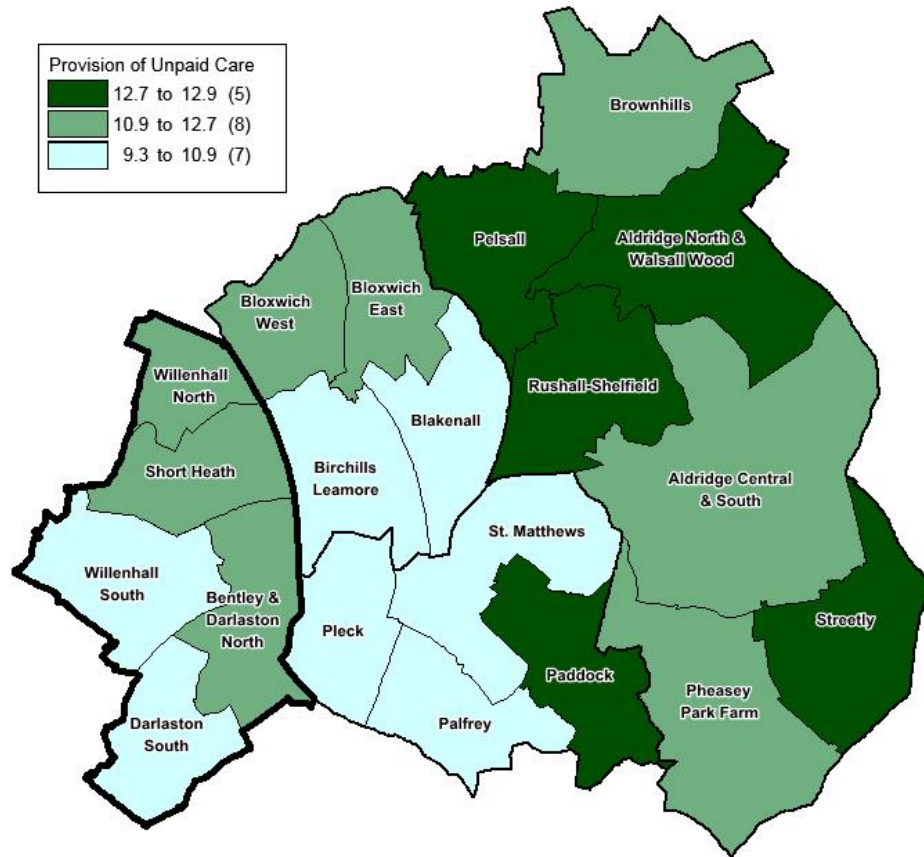 Provision of Unpaid Care
12.7 to 12.9 (5)
10.9 to 12.7 (8)
9.3 to 10.9 (7)
Brownhills
Pelsall
Aldridge North &
Walsall Wood
Bloxwich
West
Bloxwich
East
Willenhall
North
Rushall-Shelfield
Blakenall
Short Heath
Birchills
Leamore
Aldridge Central
& South
St. Matthews
Willenhall
South
Bentley &
Darlaston
North
Pleck
Streetly
Paddock
Pheasey
Park Farm
Darlaston
South
Palfrey